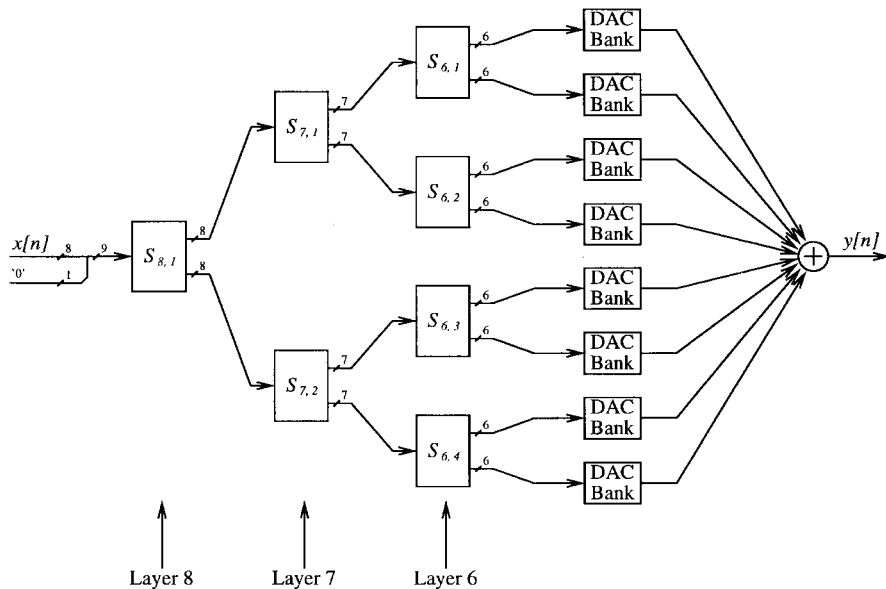 x[n]
8
9
'0'
1
S8,1
8
8
S7,1
7
7
S7,2
7
7
S6,1
6
6
S6,2
6
6
S6,3
6
6
S6,4
6
6
DAC
Bank
DAC
Bank
DAC
Bank
DAC
Bank
DAC
Bank
DAC
Bank
DAC
Bank
DAC
Bank
+
y[n]
Layer 8
Layer 7
Layer 6